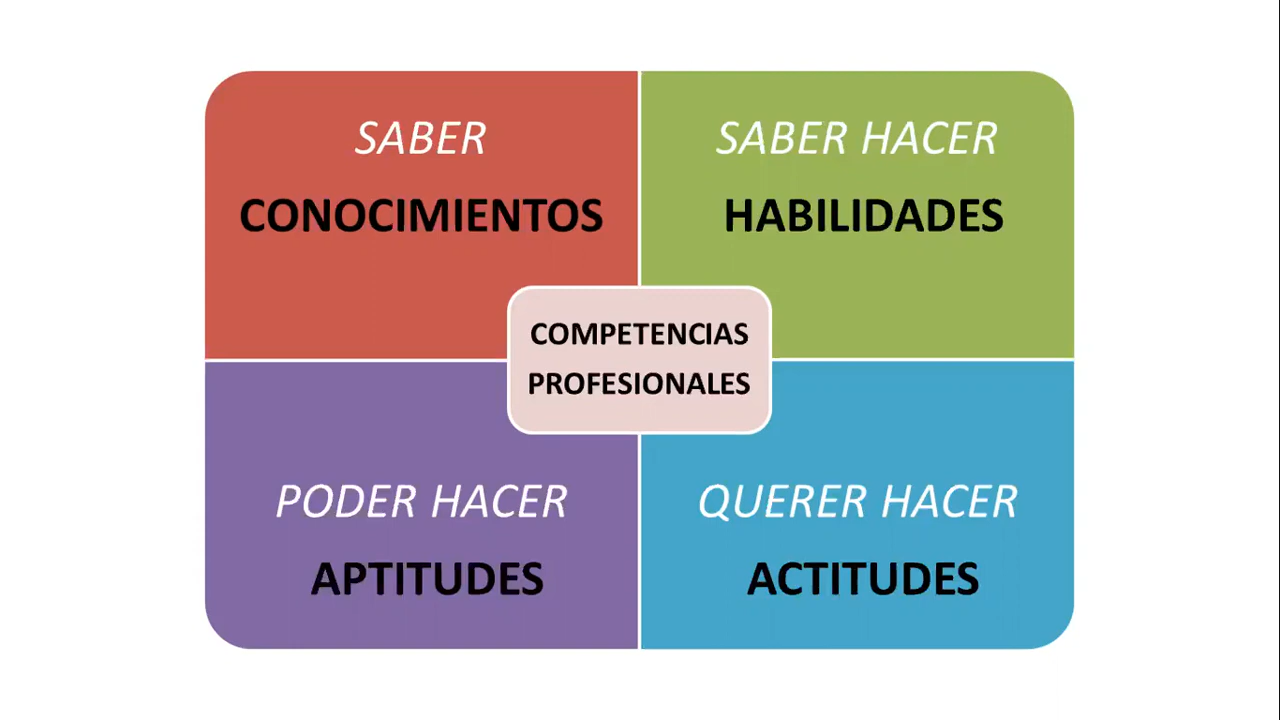 SABER
CONOCIMIENTOS
SABER HACER
HABILIDADES
COMPETENCIAS
PROFESIONALES
PODER HACER
APTITUDES
QUERER HACER
ACTITUDES